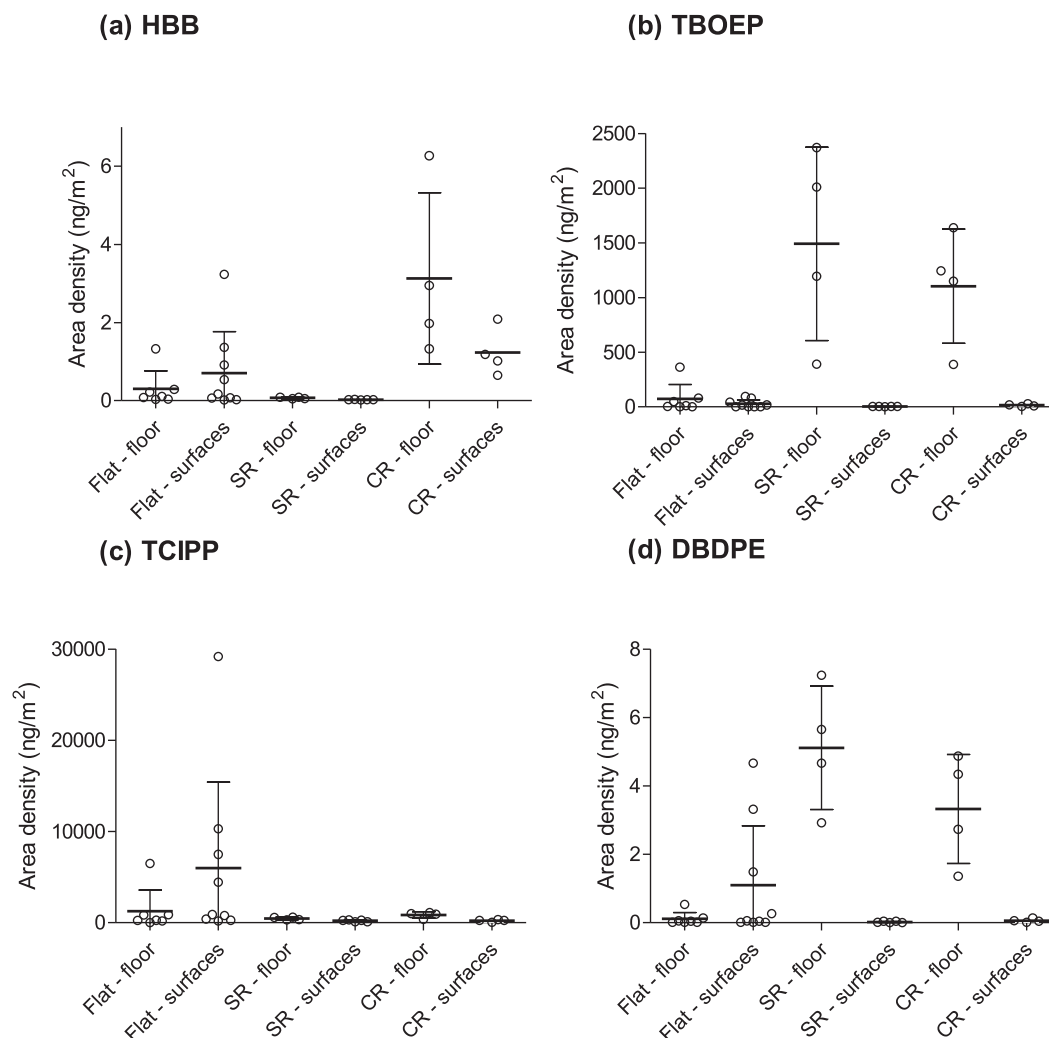 (a) HBB
Area density (ng/m²)
6
4
2
0
Flat - floor
Flat - surfaces
SR - floor
SR - surfaces
CR - floor
CR - surfaces
(b) TBOEP
Area density (ng/m²)
2500
2000
1500
1000
500
0
Flat - floor
Flat - surfaces
SR - floor
SR - surfaces
CR - floor
CR - surfaces
(c) TCIPP
Area density (ng/m²)
30000
20000
10000
0
Flat - floor
Flat - surfaces
SR - floor
SR - surfaces
CR - floor
CR - surfaces
(d) DBDPE
Area density (ng/m²)
8
6
4
2
0
Flat - floor
Flat - surfaces
SR - floor
SR - surfaces
CR - floor
CR - surfaces